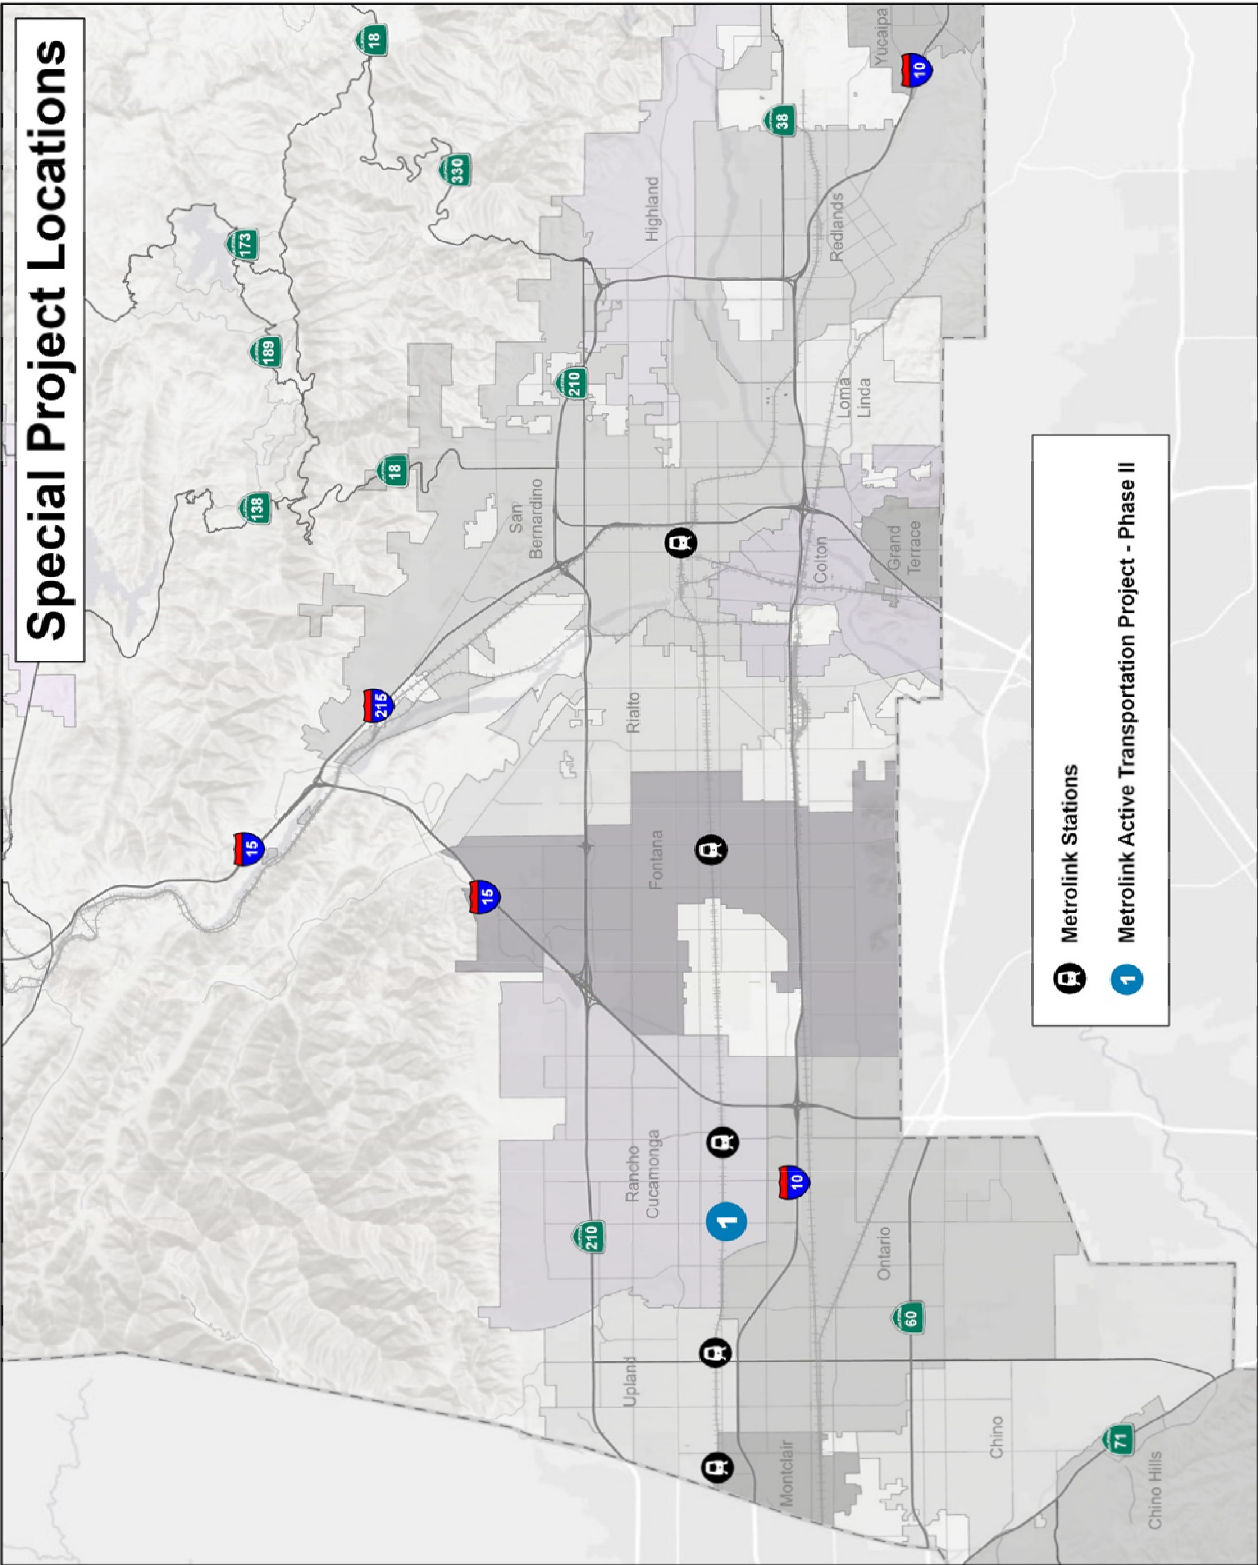 Special Project Locations
18
330
173
189
138
18
210
38
10
215
15
15
210
10
60
71
Yucaipa
Highland
Redlands
Loma
Linda
San
Bernardino
Colton
Grand
Terrace
Rialto
Fontana
Rancho
Cucamonga
1
Ontario
Upland
Montclair
Chino
Chino Hills
Metrolink Stations
1 Metrolink Active Transportation Project - Phase II